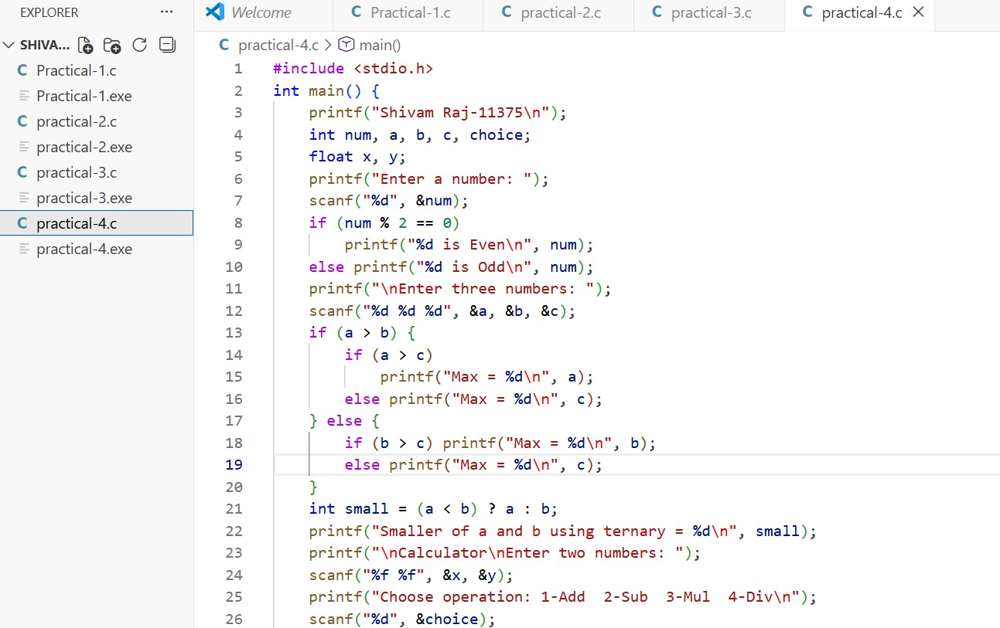 EXPLORER ···
SHIVA...
Practical-1.c
Practical-1.exe
practical-2.c
practical-2.exe
practical-3.c
practical-3.exe
practical-4.c
practical-4.exe
Welcome
C Practical-1.c
C practical-2.c
C practical-3.c
C practical-4.c
C practical-4.c > main()
1 #include <stdio.h>
2 int main() {
3 printf("Shivam Raj-11375\n");
4 int num, a, b, c, choice;
5 float x, y;
6 printf("Enter a number: ");
7 scanf("%d", &num);
8 if (num % 2 == 0)
9 printf("%d is Even\n", num);
10 else printf("%d is Odd\n", num);
11 printf("\nEnter three numbers: ");
12 scanf("%d %d %d", &a, &b, &c);
13 if (a > b) {
14 if (a > c)
15 printf("Max = %d\n", a);
16 else printf("Max = %d\n", c);
17 } else {
18 if (b > c) printf("Max = %d\n", b);
19 else printf("Max = %d\n", c);
20 }
21 int small = (a < b) ? a : b;
22 printf("Smaller of a and b using ternary = %d\n", small);
23 printf("\nCalculator\nEnter two numbers: ");
24 scanf("%f %f", &x, &y);
25 printf("Choose operation: 1-Add  2-Sub  3-Mul  4-Div\n");
26 scanf("%d", &choice);